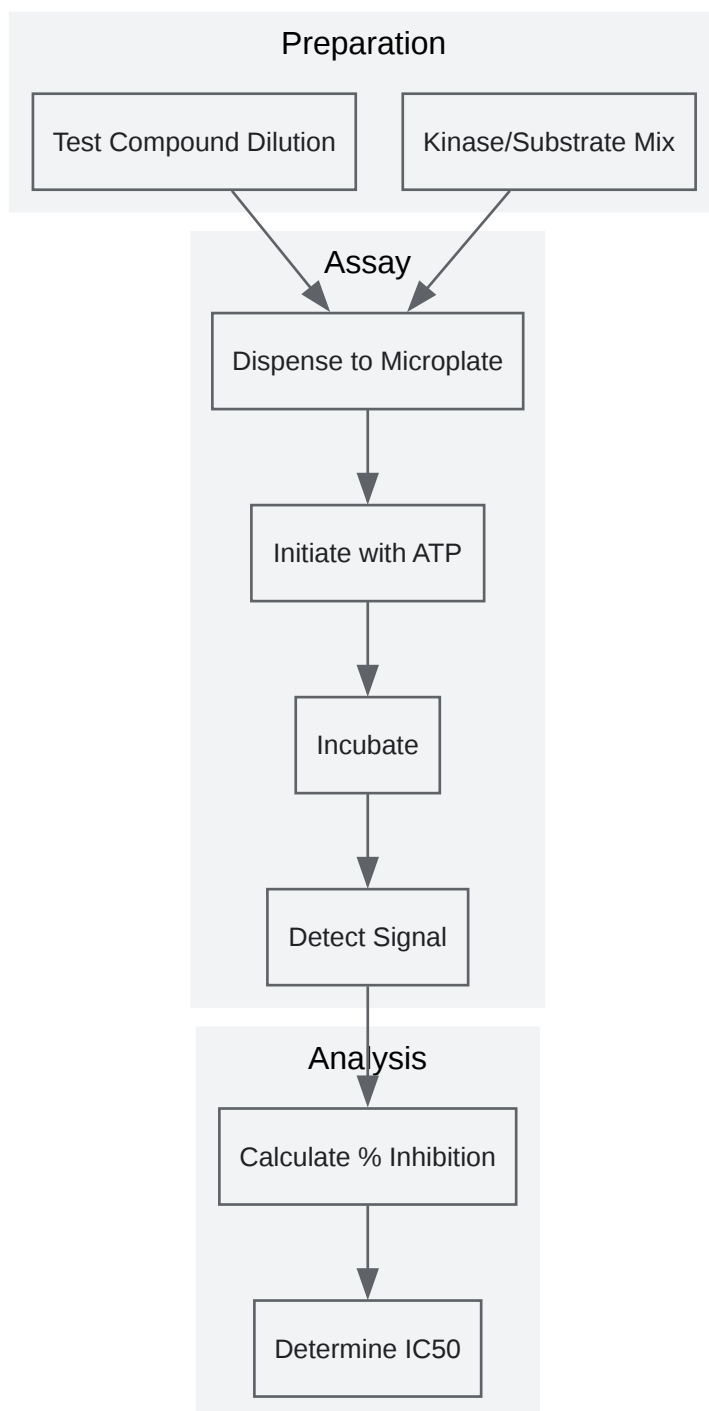 Preparation
Test Compound Dilution
Kinase/Substrate Mix
Assay
Dispense to Microplate
Initiate with ATP
Incubate
Detect Signal
Analysis
Calculate % Inhibition
Determine IC50